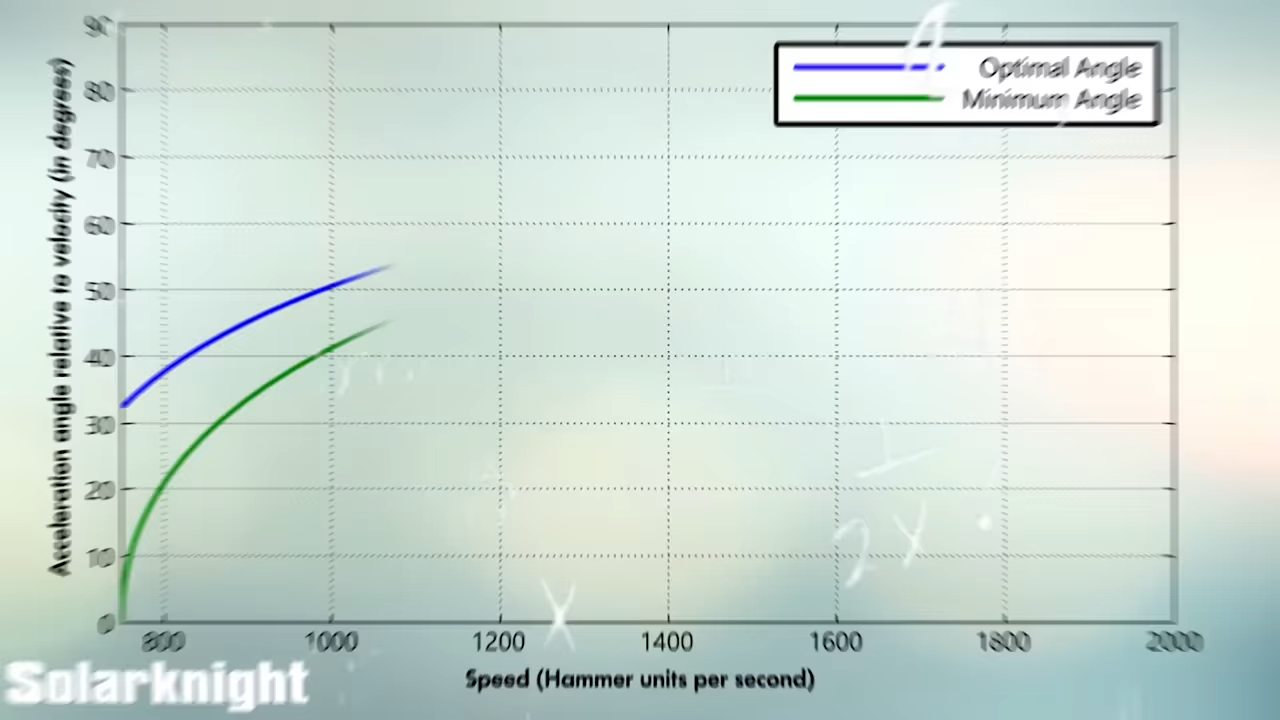 90
80
70
60
50
40
30
20
10
0
Acceleration angle relative to velocity (in degrees)
Optimal Angle
Minimum Angle
800 1000 1200 1400 1600 1800 2000
Speed (Hammer units per second)
Solarknight
X
2X